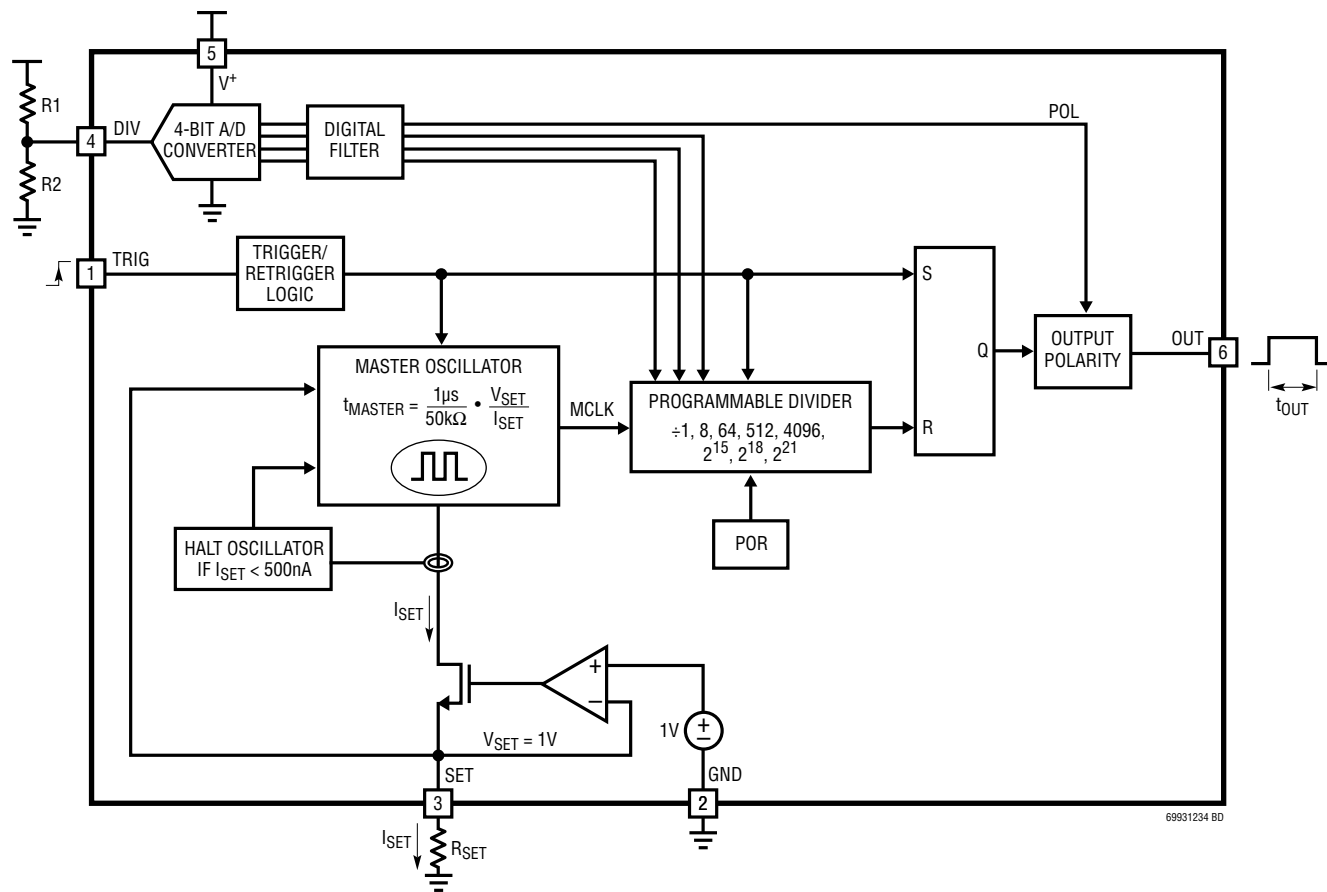 5
V+
R1
4
DIV
4-BIT A/D
CONVERTER
DIGITAL
FILTER
POL
R2
1
TRIG
TRIGGER/
RETRIGGER
LOGIC
S
Q
R
OUTPUT
POLARITY
OUT
6
tOUT
MASTER OSCILLATOR
tMASTER = 1µs/50kΩ • VSET/ISET
MCLK
PROGRAMMABLE DIVIDER
÷1, 8, 64, 512, 4096,
2^15, 2^18, 2^21
POR
HALT OSCILLATOR
IF ISET < 500nA
ISET
+
−
1V
+
−
VSET = 1V
SET
GND
3
2
ISET
RSET
69931234 BD